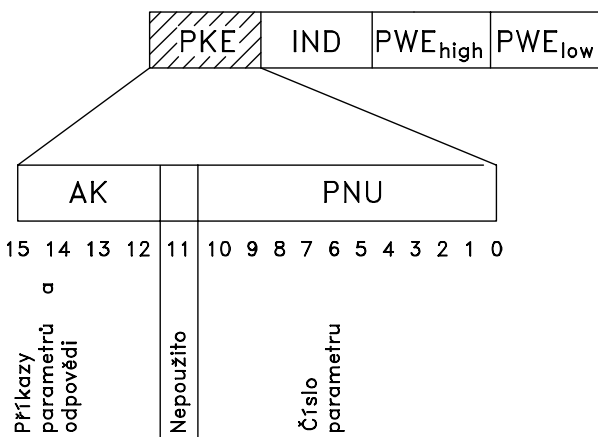 PKE IND PWEhigh PWElow
AK PNU
15 14 13 12 11 10 9 8 7 6 5 4 3 2 1 0
Příkazy
parametrů a
odpovědi
Nepoužito
Číslo
parametru